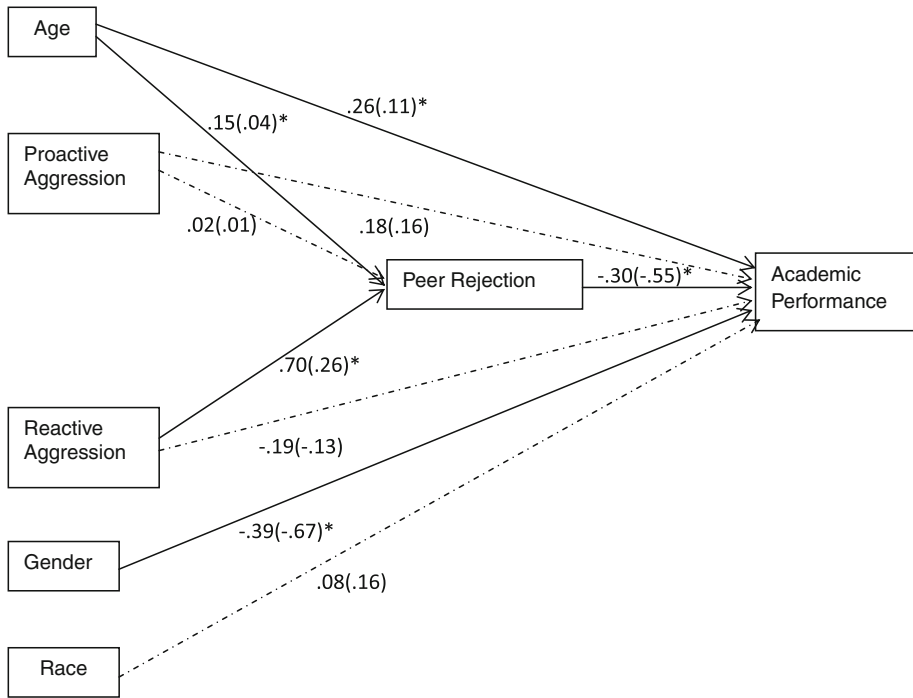 Age
.26(.11)*
.15(.04)*
Proactive
Aggression
.02(.01)
.18(.16)
Peer Rejection
-.30(-.55)*
Academic
Performance
.70(.26)*
Reactive
Aggression
-.19(-.13)
-.39(-.67)*
Gender
.08(.16)
Race